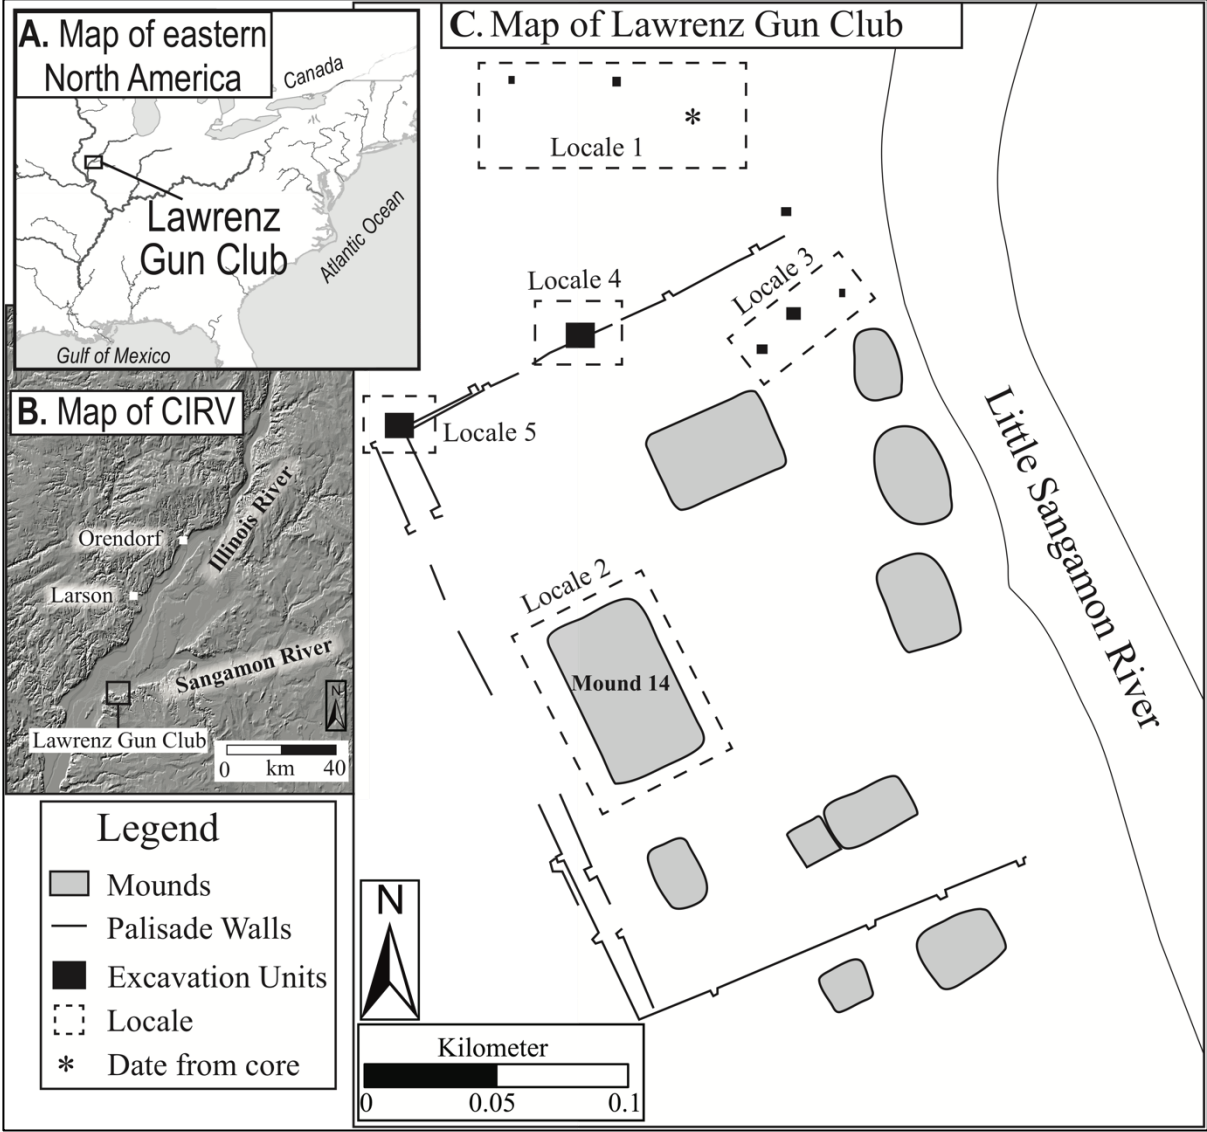 A. Map of eastern
North America
Canada
Lawrenz
Gun Club
Atlantic Ocean
Gulf of Mexico
B. Map of CIRV
Orendorf
Illinois River
Larson
Sangamon River
N
Lawrenz Gun Club
0 km 40
Legend
Mounds
Palisade Walls
Excavation Units
Locale
* Date from core
C. Map of Lawrenz Gun Club
*
Locale 1
Locale 4
Locale 3
Locale 5
Little Sangamon River
Locale 2
Mound 14
N
Kilometer
0 0.05 0.1